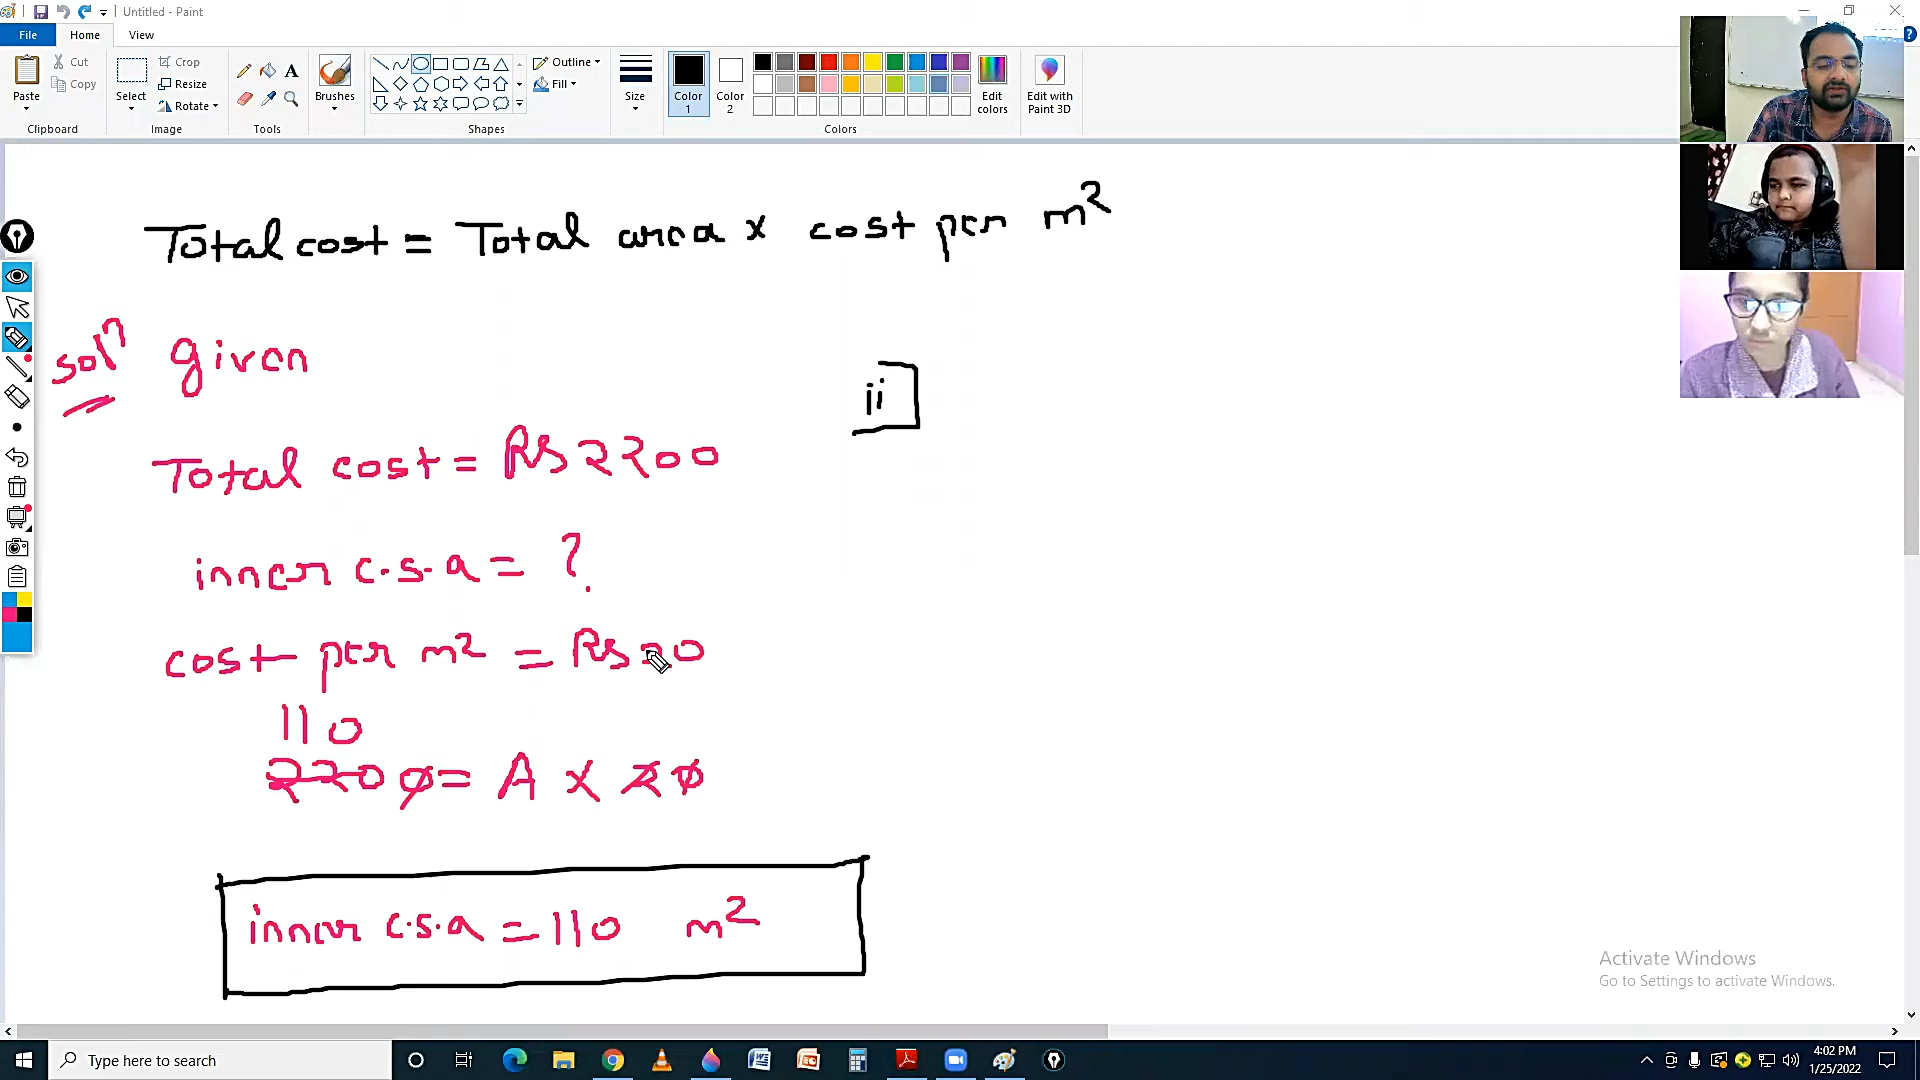 Untitled - Paint
File Home View
Paste
Cut
Copy
Clipboard
Select
Crop
Resize
Rotate
Image
Tools
Brushes
Shapes
Outline
Fill
Size
Color 1
Color 2
Colors
Edit colors
Edit with Paint 3D
Total cost = Total area x cost per m²
solⁿ given
ii
Total cost = Rs 2200
inner c.s.a = ?
cost per m² = Rs 20
110
2200 = A x 20
inner c.s.a = 110 m²
Activate Windows
Go to Settings to activate Windows.
Type here to search
4:02 PM
1/25/2022